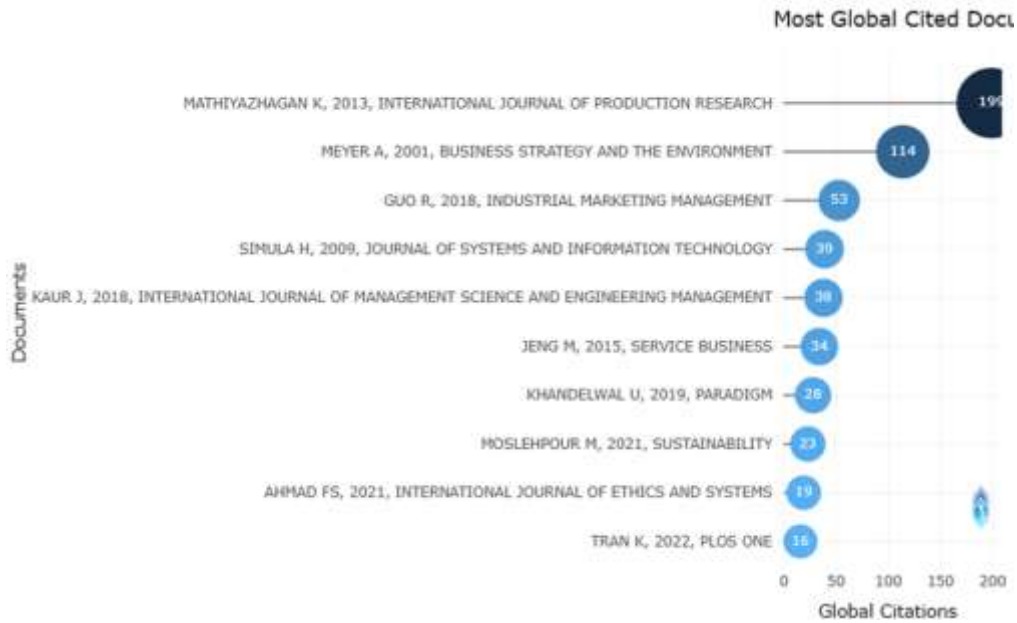 Most Global Cited Docu
MATHIYAZHAGAN K, 2013, INTERNATIONAL JOURNAL OF PRODUCTION RESEARCH
199
MEYER A, 2001, BUSINESS STRATEGY AND THE ENVIRONMENT
114
GUO R, 2018, INDUSTRIAL MARKETING MANAGEMENT
53
SIMULA H, 2009, JOURNAL OF SYSTEMS AND INFORMATION TECHNOLOGY
39
KAUR J, 2018, INTERNATIONAL JOURNAL OF MANAGEMENT SCIENCE AND ENGINEERING MANAGEMENT
JENG M, 2015, SERVICE BUSINESS
34
KHANDELWAL U, 2019, PARADIGM
MOSLEHPOUR M, 2021, SUSTAINABILITY
23
AHMAD FS, 2021, INTERNATIONAL JOURNAL OF ETHICS AND SYSTEMS
19
TRAN K, 2022, PLOS ONE
16
Documents
0 50 100 150 200
Global Citations